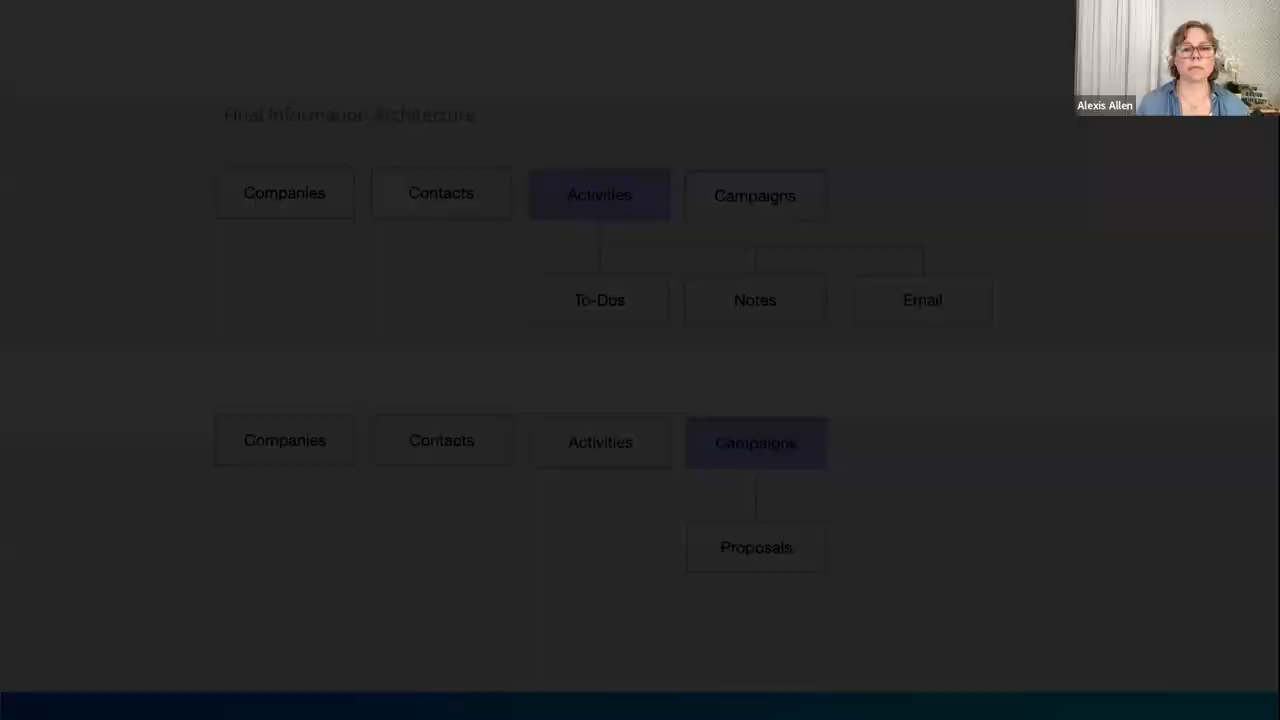 Alexis Allen
Final Information Architecture
Companies Contacts Activities Campaigns
To-Dos Notes Email
Companies Contacts Activities Campaigns
Proposals